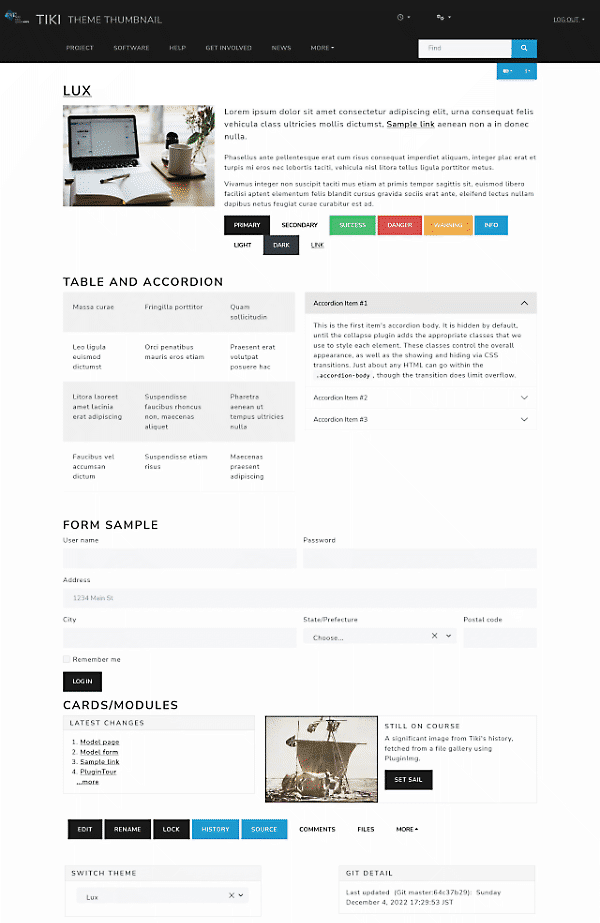 TIKI THEME THUMBNAIL
LOG OUT
PROJECT SOFTWARE HELP GET INVOLVED NEWS MORE
Find
LUX
Lorem ipsum dolor sit amet consectetur adipiscing elit, urna consequat felis
vehicula class ultricies mollis dictumst, Sample link aenean non a in donec
nulla.
Phasellus ante pellentesque erat cum risus consequat imperdiet aliquam, integer plac erat et
turpis mi eros nec lobortis taciti, vehicula nisl litora tellus ligula porttitor metus.
Vivamus integer non suscipit taciti mus etiam at primis tempor sagittis sit, euismod libero
facilisi aptent elementum felis blandit cursus gravida sociis erat ante, eleifend lectus nullam
dapibus netus feugiat curae curabitur est ad.
PRIMARY SECONDARY SUCCESS DANGER WARNING INFO
LIGHT DARK LINK
TABLE AND ACCORDION
Massa curae Fringilla porttitor Quam
sollicitudin
Leo ligula
euismod
dictumst
Orci penatibus
mauris eros etiam
Praesent erat
volutpat
posuere hac
Litora laoreet
amet lacinia
erat adipiscing
Suspendisse
faucibus rhoncus
non, maecenas
aliquet
Pharetra
aenean ut
tempus ultricies
nulla
Faucibus vel
accumsan
dictum
Suspendisse etiam
risus
Maecenas
praesent
adipiscing
Accordion Item #1
This is the first item's accordion body. It is hidden by default,
until the collapse plugin adds the appropriate classes that we
use to style each element. These classes control the overall
appearance, as well as the showing and hiding via CSS
transitions. Just about any HTML can go within the
.accordion-body, though the transition does limit overflow.
Accordion Item #2
Accordion Item #3
FORM SAMPLE
User name Password
Address
1234 Main St
City State/Prefecture Postal code
Choose...
Remember me
LOG IN
CARDS/MODULES
LATEST CHANGES
1. Model page
2. Model form
3. Sample link
4. PluginTour
...more
STILL ON COURSE
A significant image from Tiki's history,
fetched from a file gallery using
PluginImg.
SET SAIL
EDIT RENAME LOCK HISTORY SOURCE COMMENTS FILES MORE
SWITCH THEME
Lux
GIT DETAIL
Last updated (Git master:64c37b29): Sunday
December 4, 2022 17:29:53 JST